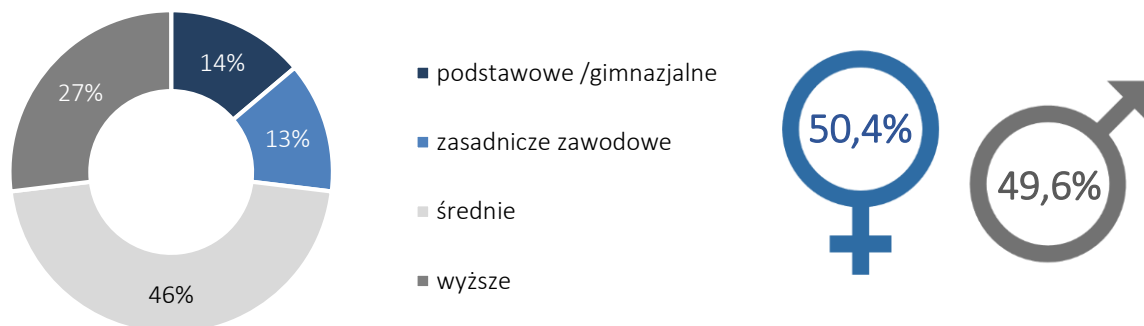 14%
27%
13%
46%
podstawowe /gimnazjalne
zasadnicze zawodowe
średnie
wyższe
50,4%
49,6%